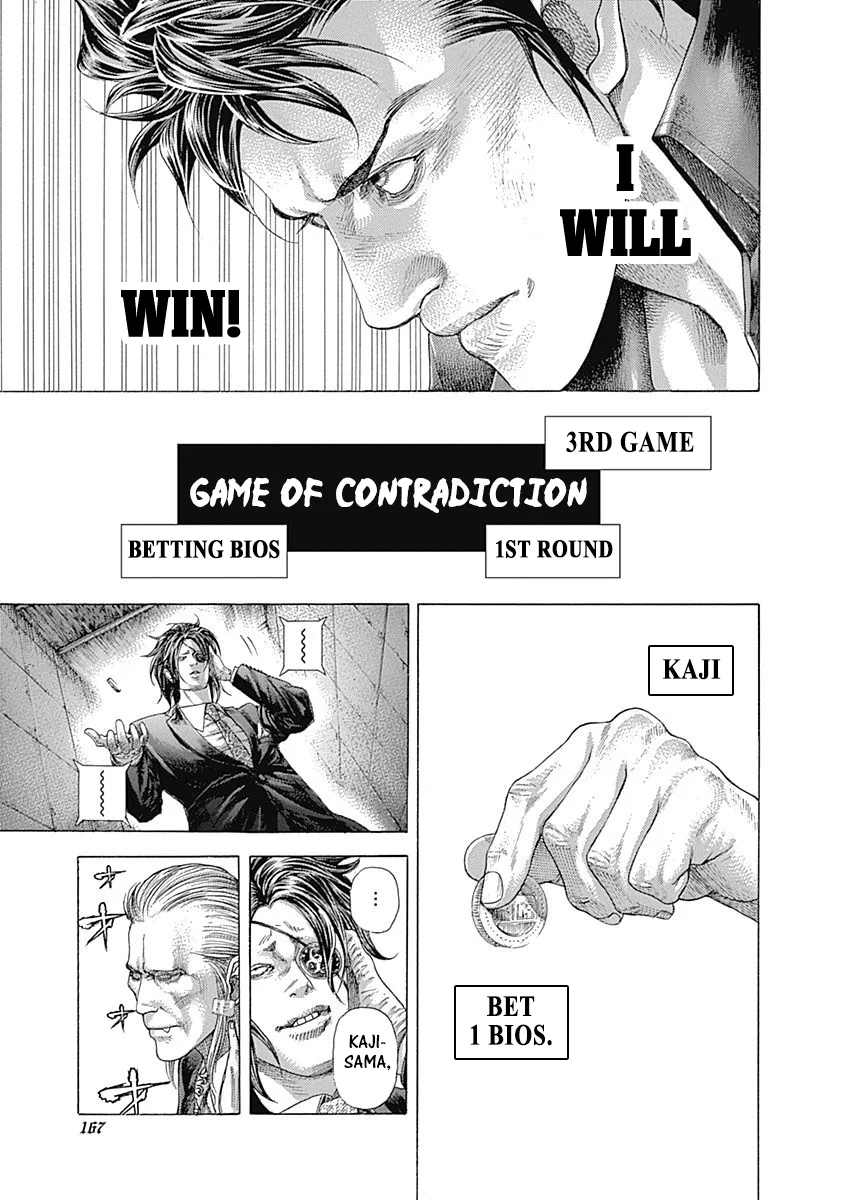 I
WILL
WIN!
3RD GAME
GAME OF CONTRADICTION
1ST ROUND
BETTING BIOS
KAJI
BET
1 BIOS.
...
KAJI-
SAMA,
167